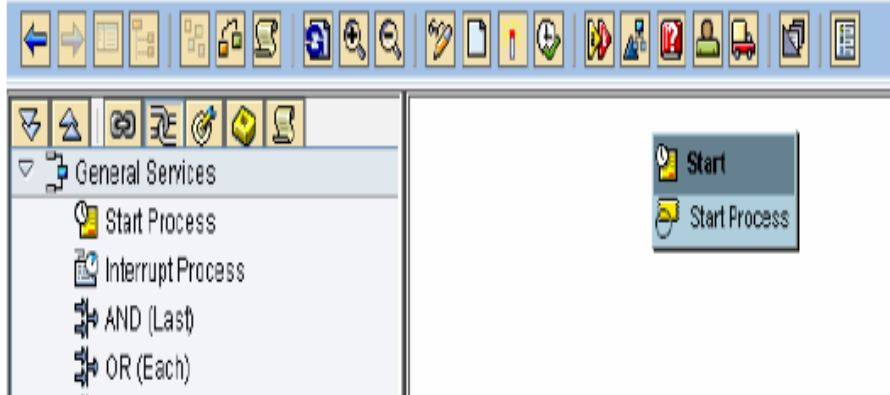 General Services
Start Process
Interrupt Process
AND (Last)
OR (Each)
Start
Start Process